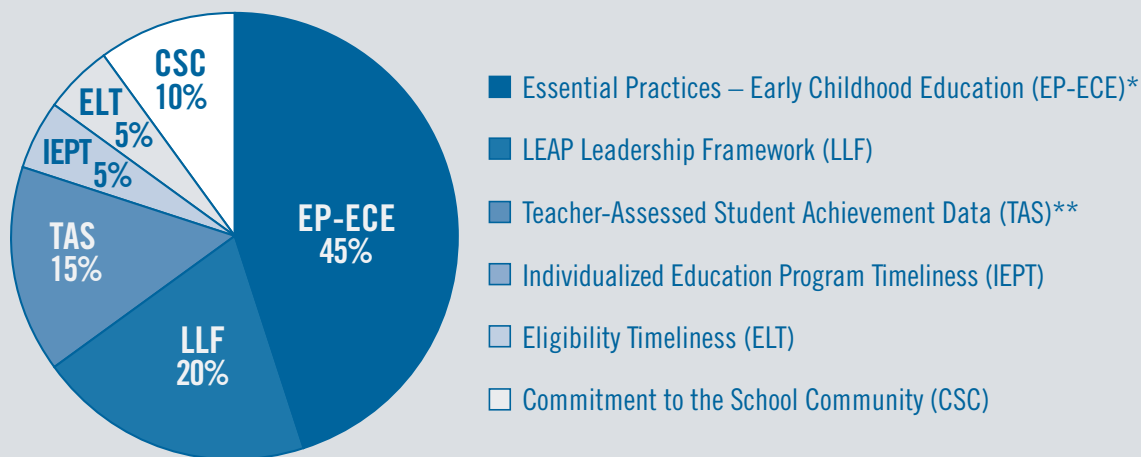 CSC
10%
ELT
5%
IEPT
5%
TAS
15%
LLF
20%
EP-ECE
45%
Essential Practices – Early Childhood Education (EP-ECE)*
LEAP Leadership Framework (LLF)
Teacher-Assessed Student Achievement Data (TAS)**
Individualized Education Program Timeliness (IEPT)
Eligibility Timeliness (ELT)
Commitment to the School Community (CSC)